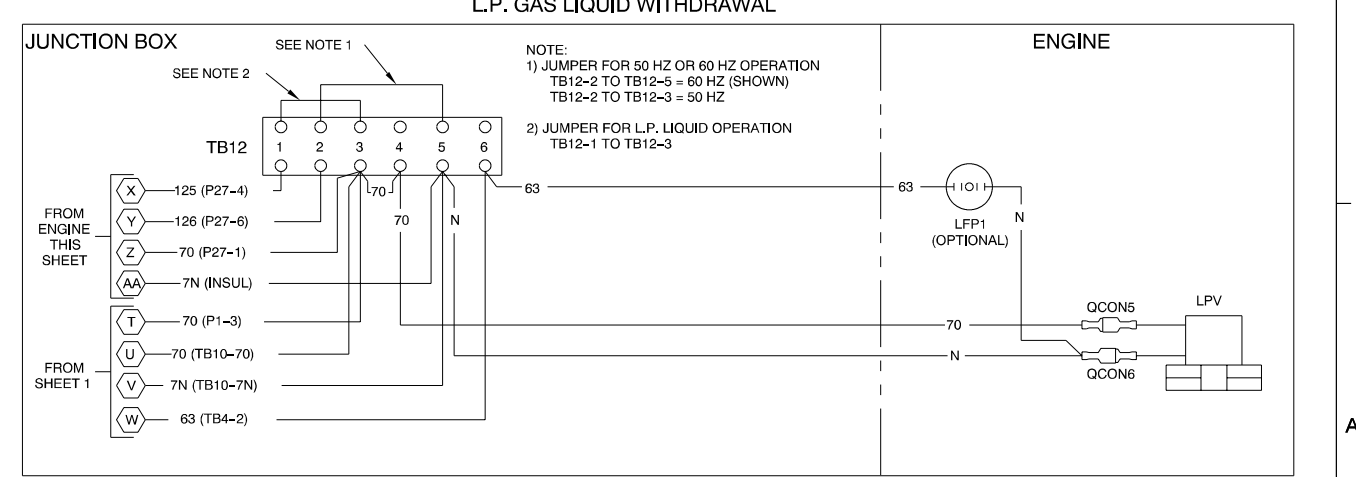 L.P. GAS LIQUID WITHDRAWAL
JUNCTION BOX
ENGINE
SEE NOTE 1
SEE NOTE 2
NOTE:
1) JUMPER FOR 50 HZ OR 60 HZ OPERATION
TB12-2 TO TB12-5 = 60 HZ (SHOWN)
TB12-2 TO TB12-3 = 50 HZ
2) JUMPER FOR L.P. LIQUID OPERATION
TB12-1 TO TB12-3
TB12 1 2 3 4 5 6
FROM
ENGINE
THIS
SHEET
X 125 (P27-4)
Y 126 (P27-6)
Z 70 (P27-1)
AA 7N (INSUL)
FROM
SHEET 1
T 70 (P1-3)
U 70 (TB10-70)
V 7N (TB10-7N)
W 63 (TB4-2)
70
70
N
63
63
LFP1
(OPTIONAL)
N
70
N
QCON5
QCON6
LPV
A